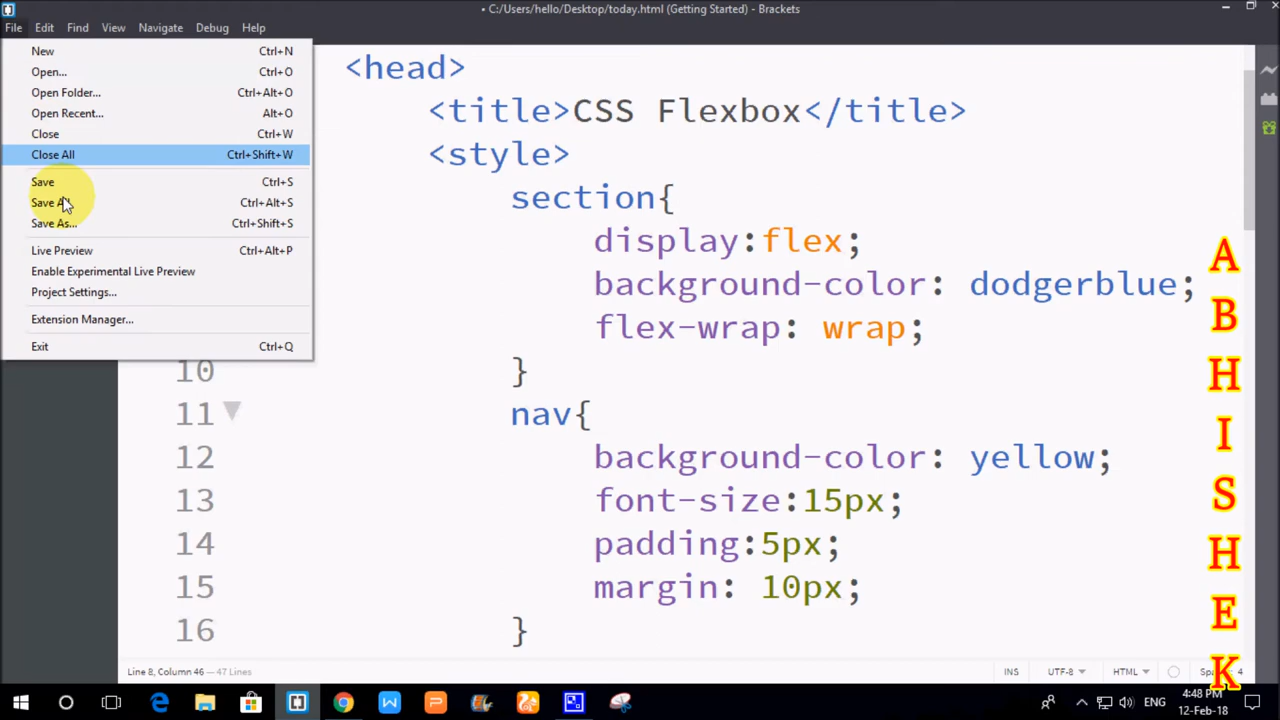 • C:/Users/hello/Desktop/today.html (Getting Started) - Brackets
File Edit Find View Navigate Debug Help
New Ctrl+N
Open... Ctrl+O
Open Folder... Ctrl+Alt+O
Open Recent... Alt+O
Close Ctrl+W
Close All Ctrl+Shift+W
Save Ctrl+S
Save All Ctrl+Alt+S
Save As... Ctrl+Shift+S
Live Preview Ctrl+Alt+P
Enable Experimental Live Preview
Project Settings...
Extension Manager...
Exit Ctrl+Q
<head>
<title>CSS Flexbox</title>
<style>
section{
display:flex;
background-color: dodgerblue;
flex-wrap: wrap;
10 }
11 nav{
12 background-color: yellow;
13 font-size:15px;
14 padding:5px;
15 margin: 10px;
16 }
A
B
H
I
S
H
E
K
Line 8, Column 46 — 47 Lines
INS UTF-8 HTML 4
ENG
4:48 PM
12-Feb-18